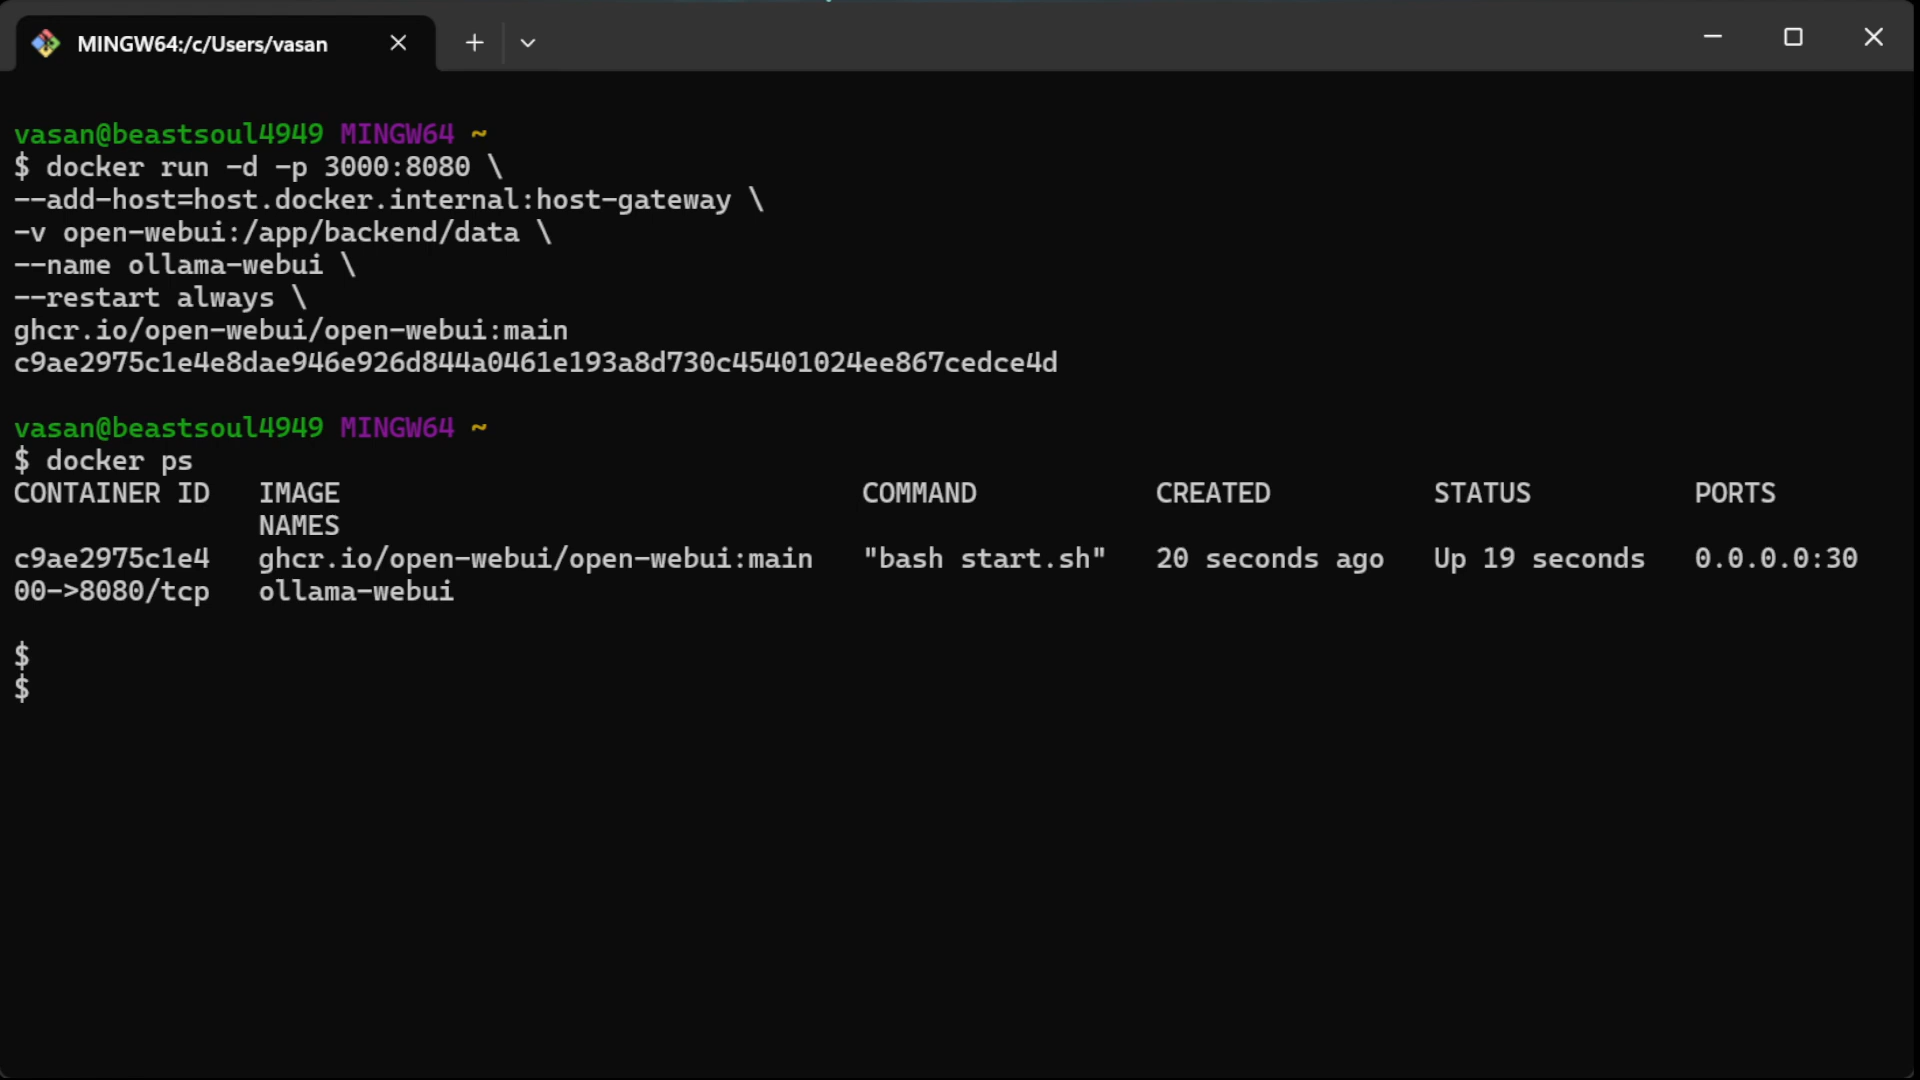 MINGW64:/c/Users/vasan
vasan@beastsoul4949 MINGW64 ~
$ docker run -d -p 3000:8080 \
--add-host=host.docker.internal:host-gateway \
-v open-webui:/app/backend/data \
--name ollama-webui \
--restart always \
ghcr.io/open-webui/open-webui:main
c9ae2975c1e4e8dae946e926d844a0461e193a8d730c45401024ee867cedce4d
vasan@beastsoul4949 MINGW64 ~
$ docker ps
CONTAINER ID   IMAGE                                COMMAND           CREATED          STATUS          PORTS
               NAMES
c9ae2975c1e4   ghcr.io/open-webui/open-webui:main   "bash start.sh"   20 seconds ago   Up 19 seconds   0.0.0.0:30
00->8080/tcp   ollama-webui
$
$